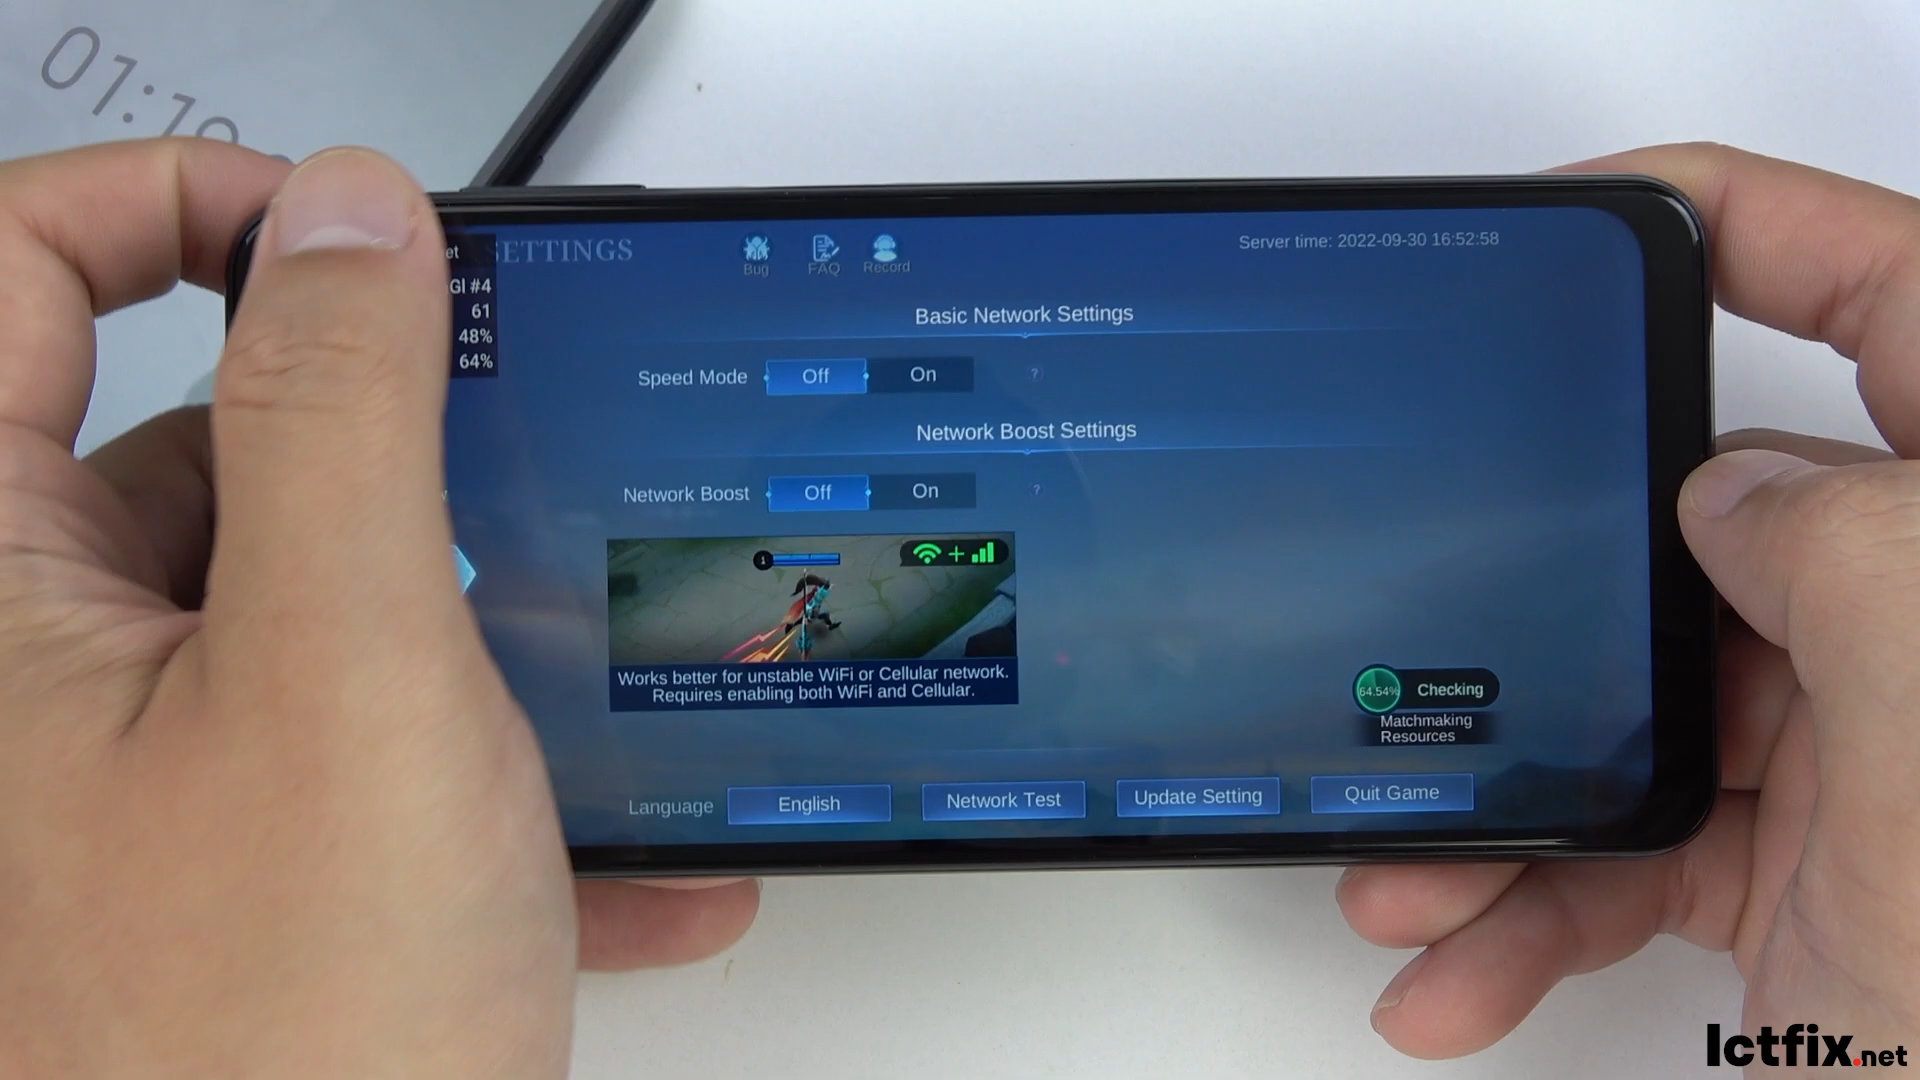 01:19
et
SETTINGS
Bug
FAQ
Record
Server time: 2022-09-30 16:52:58
Gl #4
61
48%
64%
Basic Network Settings
Speed Mode
Off
On
?
Network Boost Settings
Network Boost
Off
On
?
1
Works better for unstable WiFi or Cellular network.
Requires enabling both WiFi and Cellular.
64.54%
Checking
Matchmaking
Resources
Language
English
Network Test
Update Setting
Quit Game
Ictfix.net